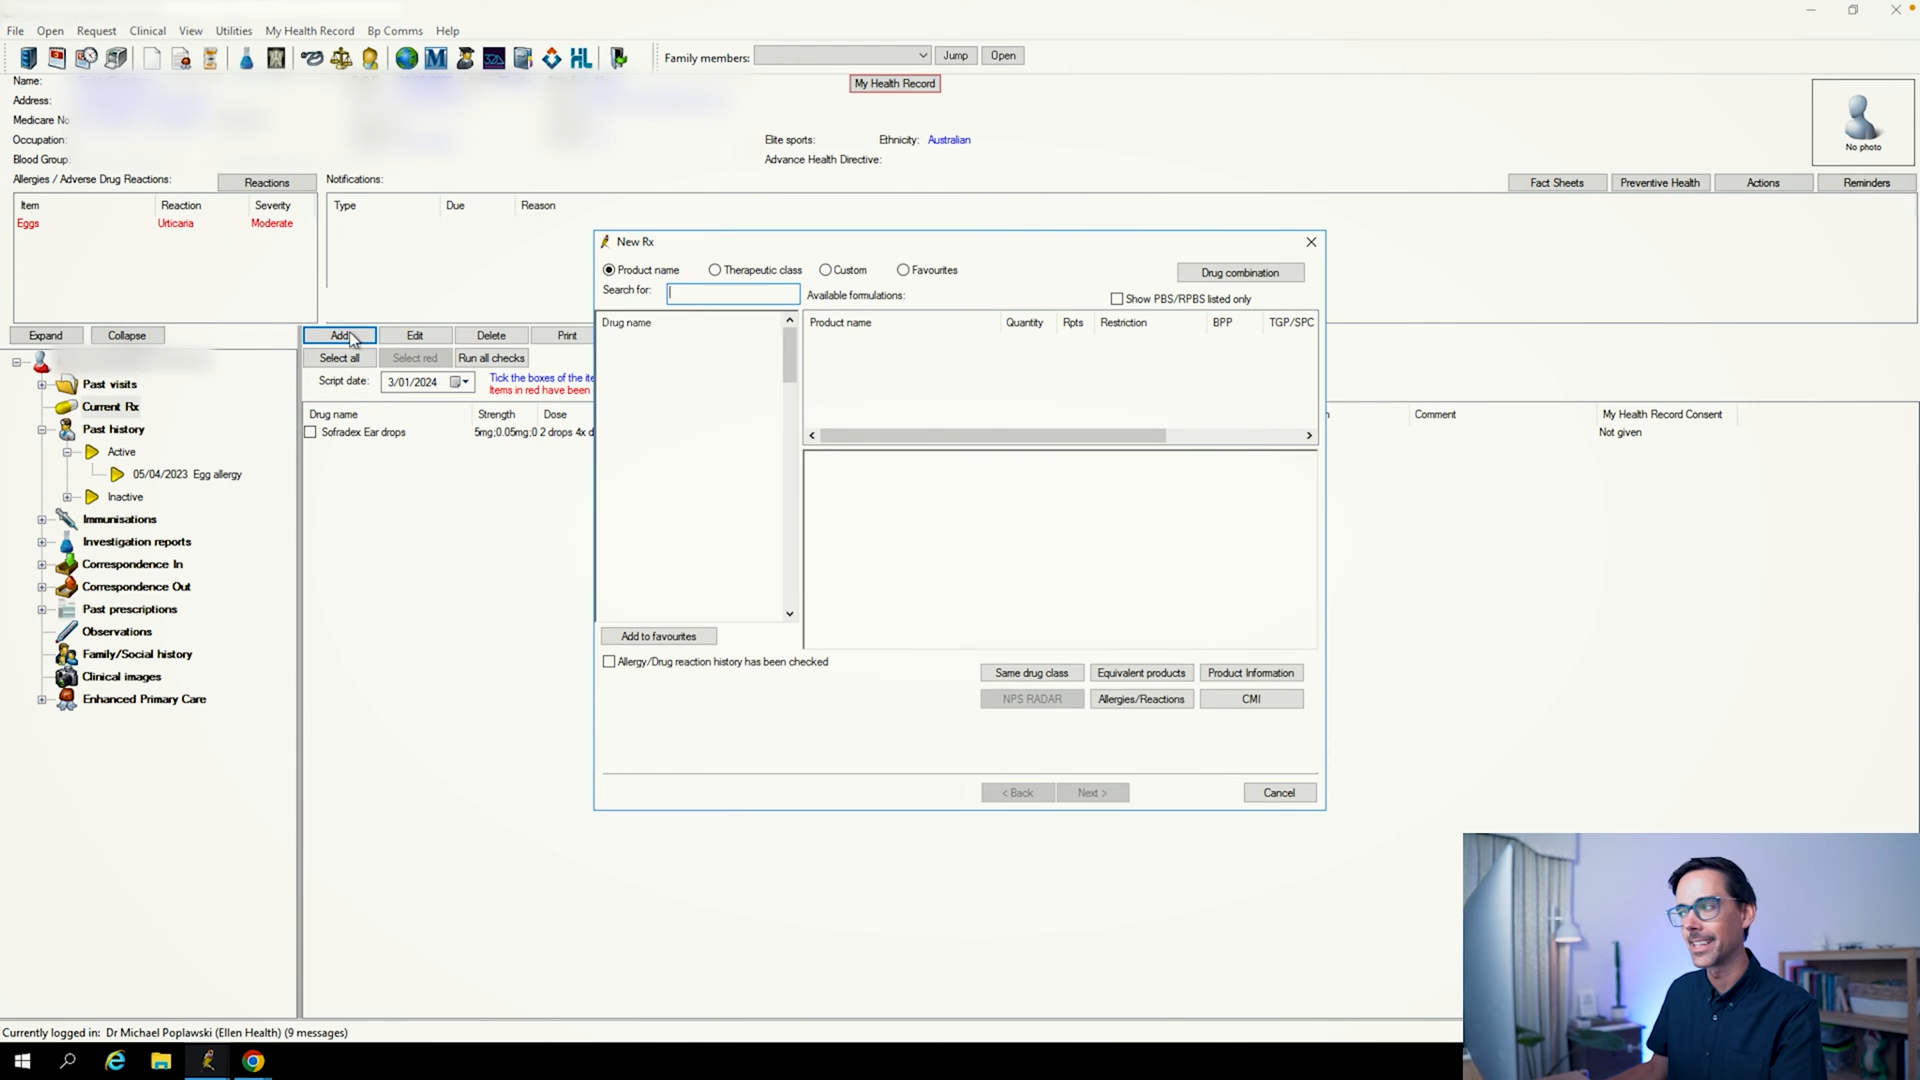 File Open Request Clinical View Utilities My Health Record Bp Comms Help
Family members: Jump Open
Name:
My Health Record
Address:
Medicare No
Occupation: Elite sports: Ethnicity: Australian
No photo
Blood Group: Advance Health Directive:
Allergies / Adverse Drug Reactions: Reactions Notifications: Fact Sheets Preventive Health Actions Reminders
Item Reaction Severity Type Due Reason
Eggs Urticaria Moderate
New Rx
Product name Therapeutic class Custom Favourites Drug combination
Search for: Available formulations: Show PBS/RPBS listed only
Drug name Product name Quantity Rpts Restriction BPP TGP/SPC
Expand Collapse Add Edit Delete Print
Select all Select red Run all checks
Script date: 3/01/2024 Tick the boxes of the ite
Items in red have been
Past visits
Current Rx
Drug name Strength Dose Comment My Health Record Consent
Sofradex Ear drops 5mg;0.05mg;0 2 drops 4x d Not given
Past history
Active
05/04/2023 Egg allergy
Inactive
Immunisations
Investigation reports
Correspondence In
Correspondence Out
Past prescriptions
Observations
Family/Social history
Clinical images
Enhanced Primary Care
Add to favourites
Allergy/Drug reaction history has been checked
Same drug class Equivalent products Product Information
NPS RADAR Allergies/Reactions CMI
< Back Next > Cancel
Currently logged in: Dr Michael Poplawski (Ellen Health) (9 messages)